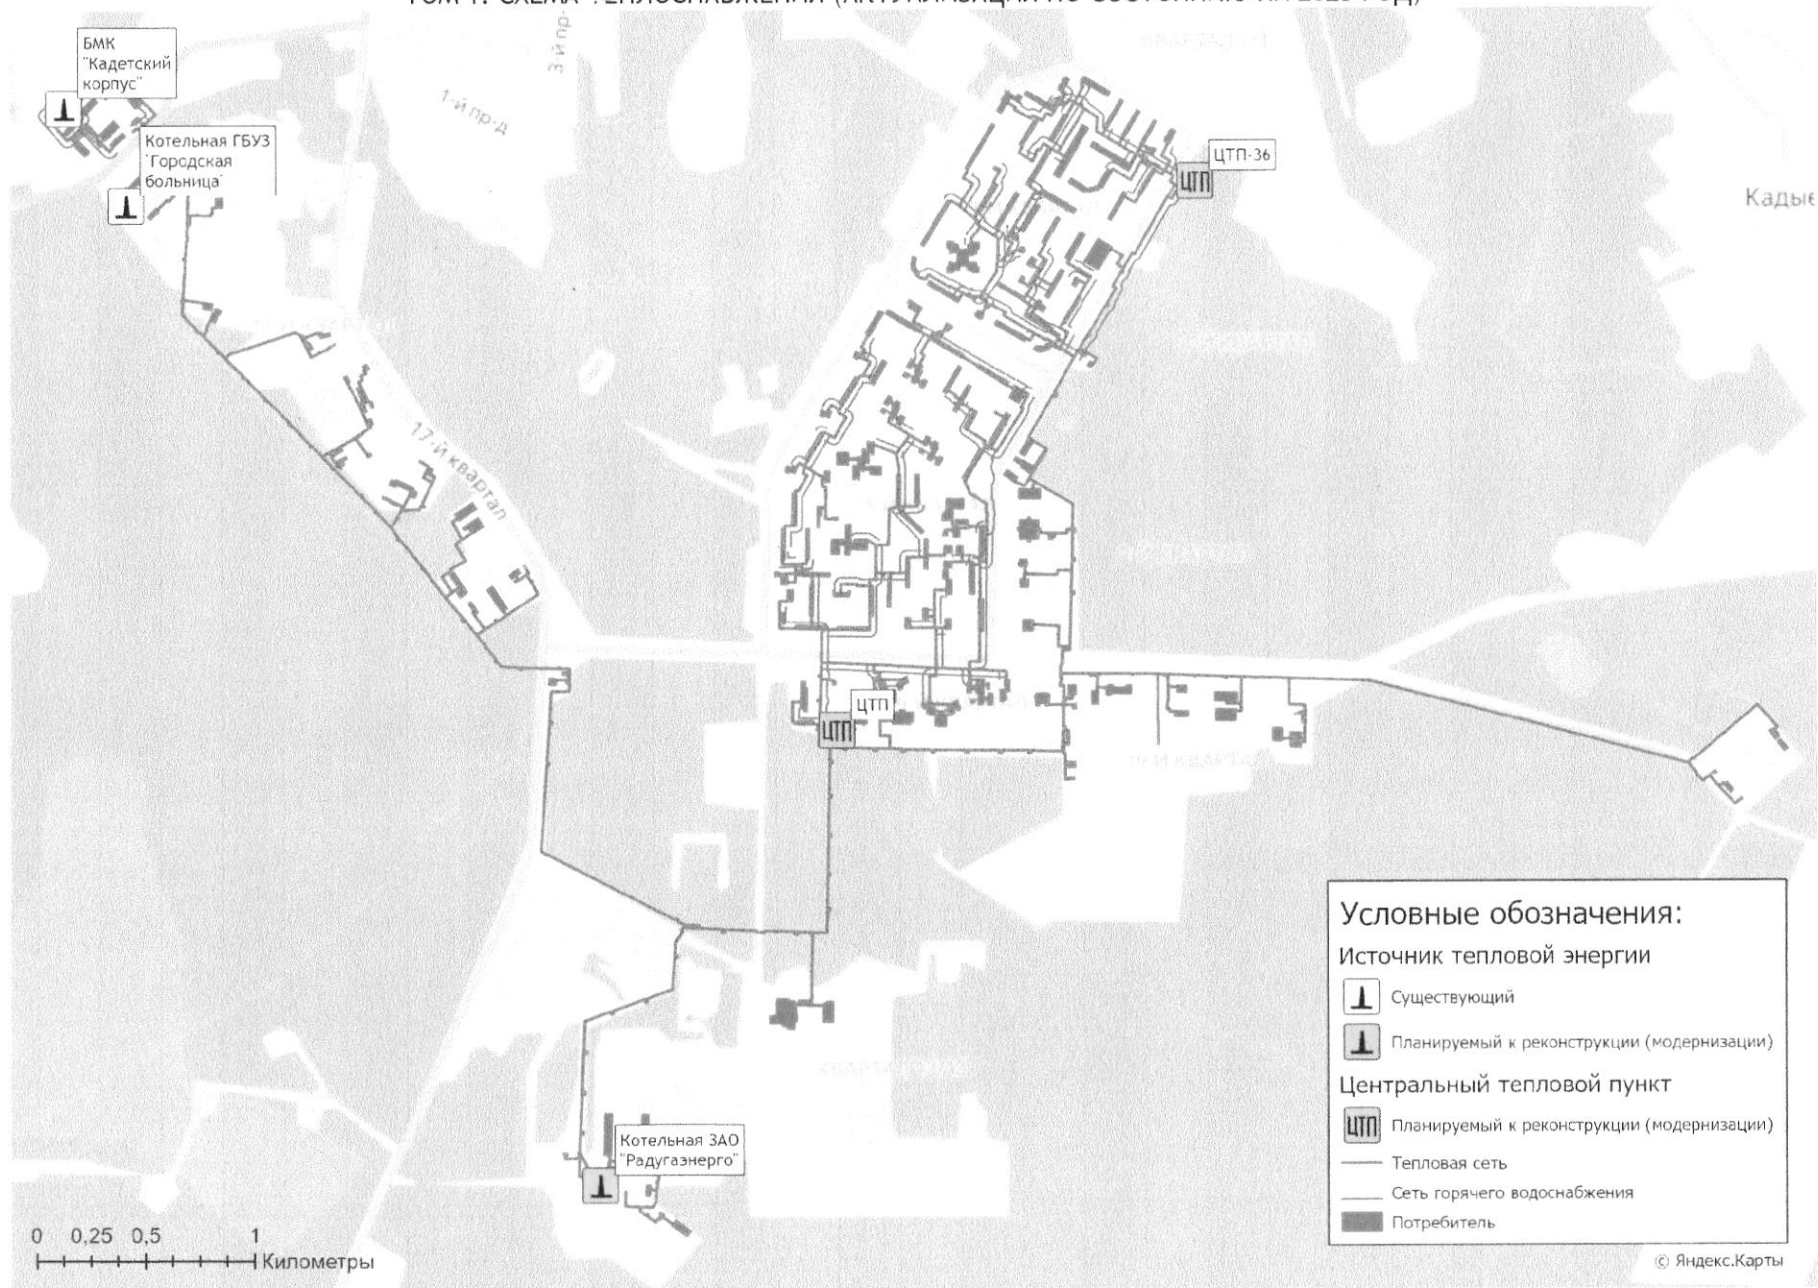 БМК
"Кадетский
корпус"
Котельная ГБУЗ
"Городская
больница"
3-й пр-
1-й пр-д
ЦТП-36
ЦТП
Кадые
17-й квартал
ЦТП
ЦТП
Котельная ЗАО
"Радугаэнерго"
Условные обозначения:
Источник тепловой энергии
Существующий
Планируемый к реконструкции (модернизации)
Центральный тепловой пункт
ЦТП Планируемый к реконструкции (модернизации)
Тепловая сеть
Сеть горячего водоснабжения
Потребитель
0 0,25 0,5 1
Километры
© Яндекс.Карты